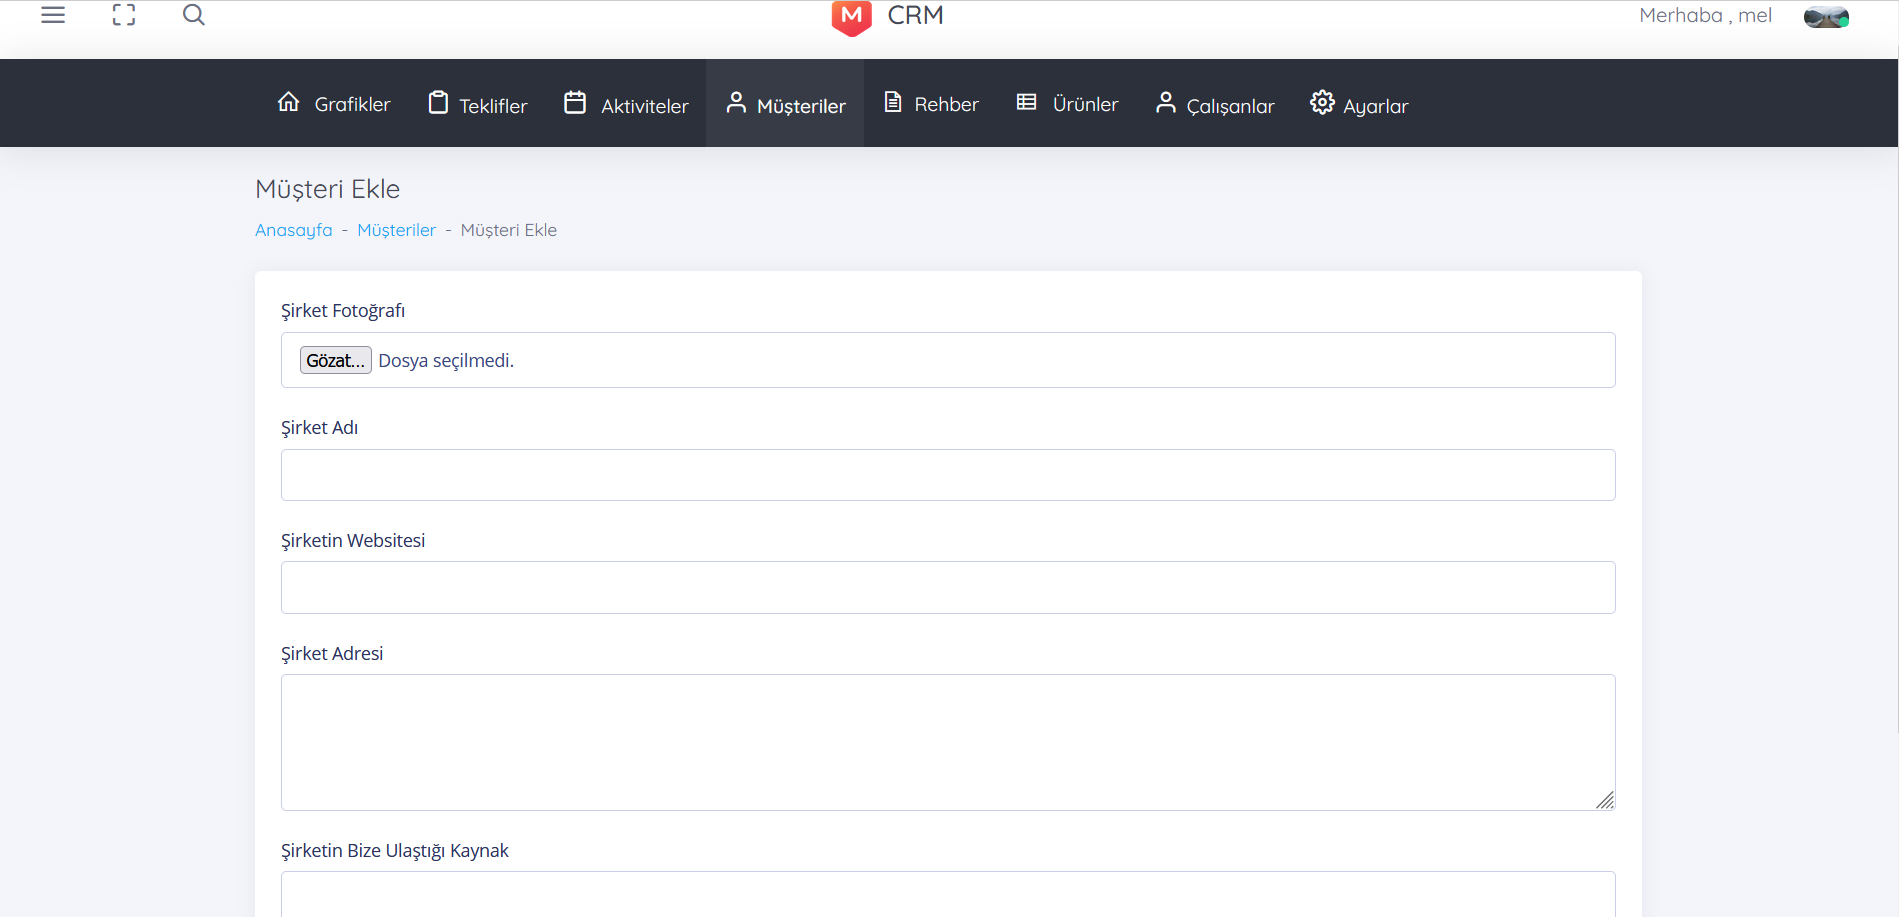 M CRM
Merhaba , mel
Grafikler Teklifler Aktiviteler Müşteriler Rehber Ürünler Çalışanlar Ayarlar
Müşteri Ekle
Anasayfa - Müşteriler - Müşteri Ekle
Şirket Fotoğrafı
Gözat... Dosya seçilmedi.
Şirket Adı
Şirketin Websitesi
Şirket Adresi
Şirketin Bize Ulaştığı Kaynak